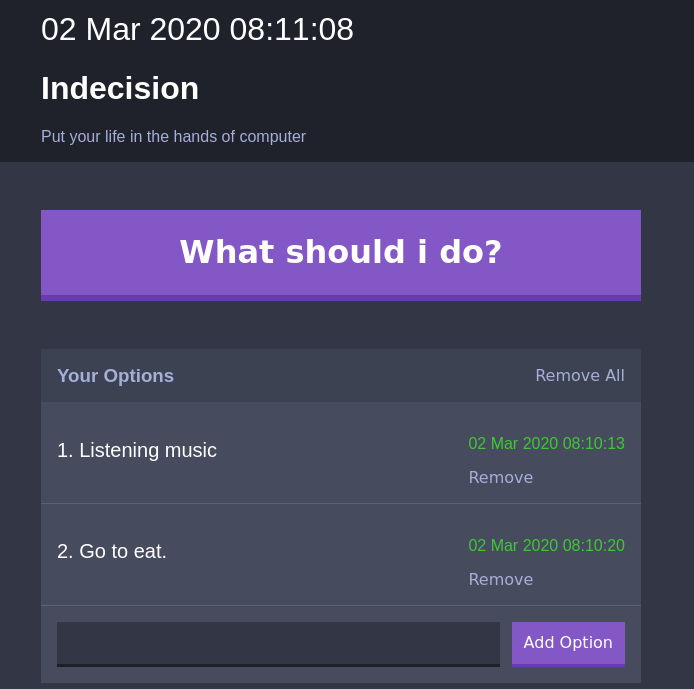 02 Mar 2020 08:11:08
Indecision
Put your life in the hands of computer
What should i do?
Your Options
Remove All
1. Listening music
02 Mar 2020 08:10:13
Remove
2. Go to eat.
02 Mar 2020 08:10:20
Remove
Add Option